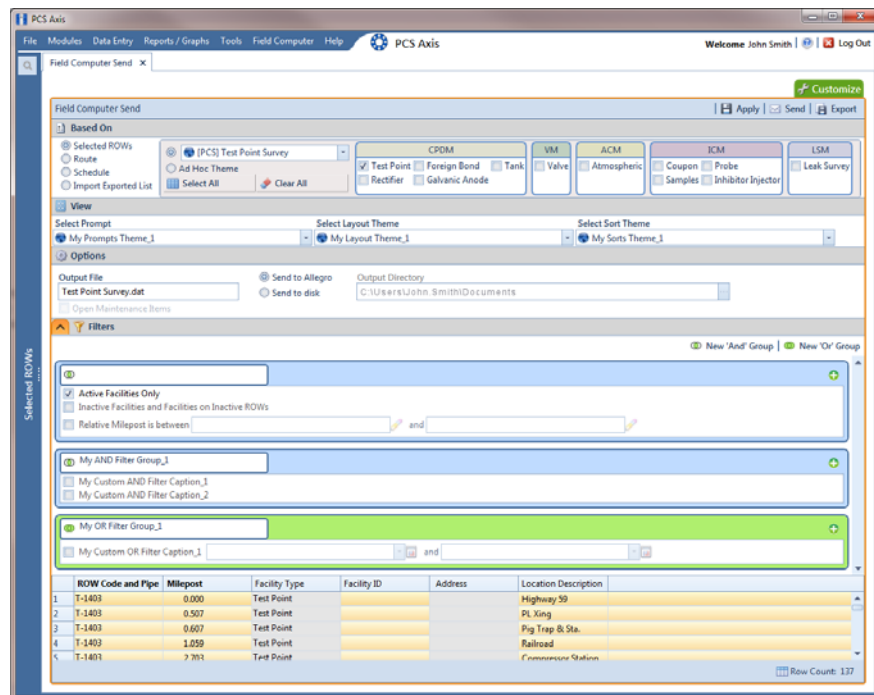 PCS Axis
File Modules Data Entry Reports / Graphs Tools Field Computer Help PCS Axis Welcome John Smith Log Out
Field Computer Send X
Customize
Field Computer Send Apply Send Export
Based On
Selected ROWs
Route
Schedule
Import Exported List
[PCS] Test Point Survey
Ad Hoc Theme
Select All Clear All
CPDM
Test Point Foreign Bond Tank
Rectifier Galvanic Anode
VM
Valve
ACM
Atmospheric
ICM
Coupon Probe
Samples Inhibitor Injector
LSM
Leak Survey
View
Select Prompt Select Layout Theme Select Sort Theme
My Prompts Theme_1 My Layout Theme_1 My Sorts Theme_1
Options
Output File Send to Allegro Output Directory
Test Point Survey.dat Send to disk C:\Users\John.Smith\Documents
Open Maintenance Items
Filters
New 'And' Group New 'Or' Group
Selected ROWs
Active Facilities Only
Inactive Facilities and Facilities on Inactive ROWs
Relative Milepost is between and
My AND Filter Group_1
My Custom AND Filter Caption_1
My Custom AND Filter Caption_2
My OR Filter Group_1
My Custom OR Filter Caption_1 and
ROW Code and Pipe Milepost Facility Type Facility ID Address Location Description
1 T-1403 0.000 Test Point Highway 59
2 T-1403 0.507 Test Point PL Xing
3 T-1403 0.607 Test Point Pig Trap & Sta.
4 T-1403 1.059 Test Point Railroad
5 T-1403 2.703 Test Point Compressor Station
Row Count: 137